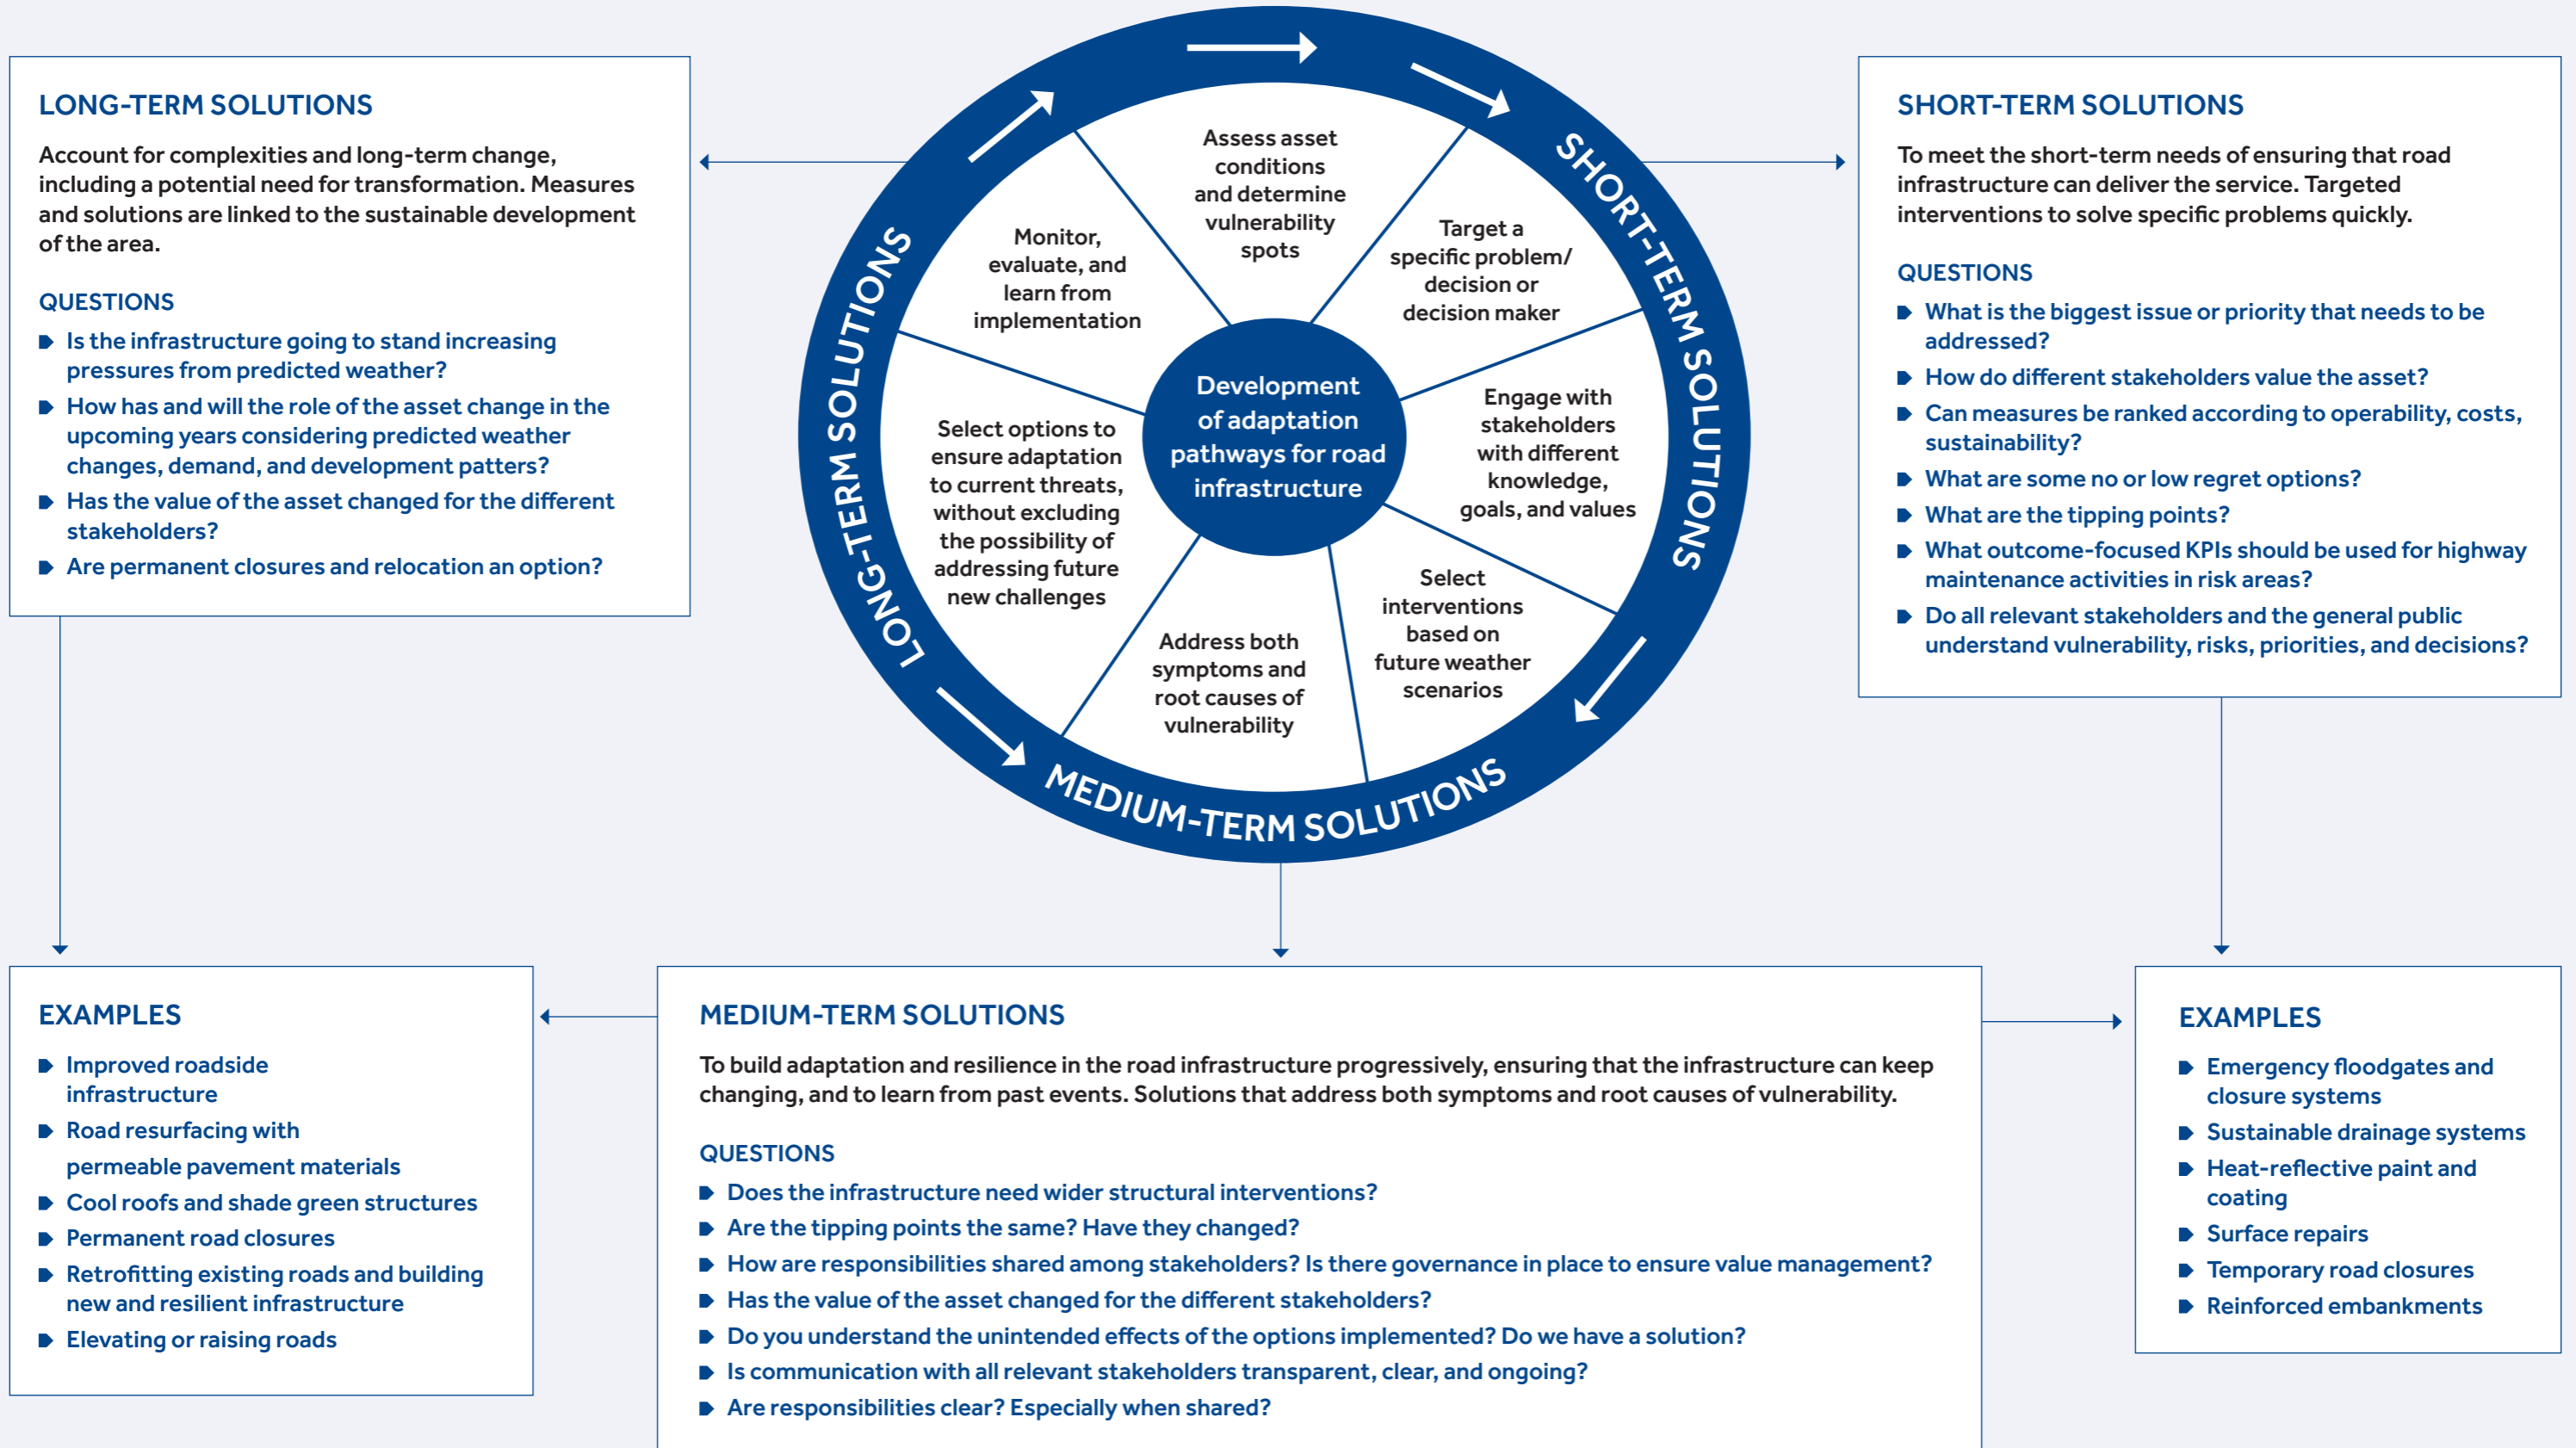 LONG-TERM SOLUTIONS
Account for complexities and long-term change,
including a potential need for transformation. Measures
and solutions are linked to the sustainable development
of the area.
QUESTIONS
Is the infrastructure going to stand increasing
pressures from predicted weather?
How has and will the role of the asset change in the
upcoming years considering predicted weather
changes, demand, and development patters?
Has the value of the asset changed for the different
stakeholders?
Are permanent closures and relocation an option?
LONG-TERM SOLUTIONS
SHORT-TERM SOLUTIONS
MEDIUM-TERM SOLUTIONS
Assess asset
conditions
and determine
vulnerability
spots
Target a
specific problem/
decision or
decision maker
Engage with
stakeholders
with different
knowledge,
goals, and values
Select
interventions
based on
future weather
scenarios
Address both
symptoms and
root causes of
vulnerability
Select options to
ensure adaptation
to current threats,
without excluding
the possibility of
addressing future
new challenges
Monitor,
evaluate, and
learn from
implementation
Development
of adaptation
pathways for road
infrastructure
SHORT-TERM SOLUTIONS
To meet the short-term needs of ensuring that road
infrastructure can deliver the service. Targeted
interventions to solve specific problems quickly.
QUESTIONS
What is the biggest issue or priority that needs to be
addressed?
How do different stakeholders value the asset?
Can measures be ranked according to operability, costs,
sustainability?
What are some no or low regret options?
What are the tipping points?
What outcome-focused KPIs should be used for highway
maintenance activities in risk areas?
Do all relevant stakeholders and the general public
understand vulnerability, risks, priorities, and decisions?
EXAMPLES
Improved roadside
infrastructure
Road resurfacing with
permeable pavement materials
Cool roofs and shade green structures
Permanent road closures
Retrofitting existing roads and building
new and resilient infrastructure
Elevating or raising roads
MEDIUM-TERM SOLUTIONS
To build adaptation and resilience in the road infrastructure progressively, ensuring that the infrastructure can keep
changing, and to learn from past events. Solutions that address both symptoms and root causes of vulnerability.
QUESTIONS
Does the infrastructure need wider structural interventions?
Are the tipping points the same? Have they changed?
How are responsibilities shared among stakeholders? Is there governance in place to ensure value management?
Has the value of the asset changed for the different stakeholders?
Do you understand the unintended effects of the options implemented? Do we have a solution?
Is communication with all relevant stakeholders transparent, clear, and ongoing?
Are responsibilities clear? Especially when shared?
EXAMPLES
Emergency floodgates and
closure systems
Sustainable drainage systems
Heat-reflective paint and
coating
Surface repairs
Temporary road closures
Reinforced embankments